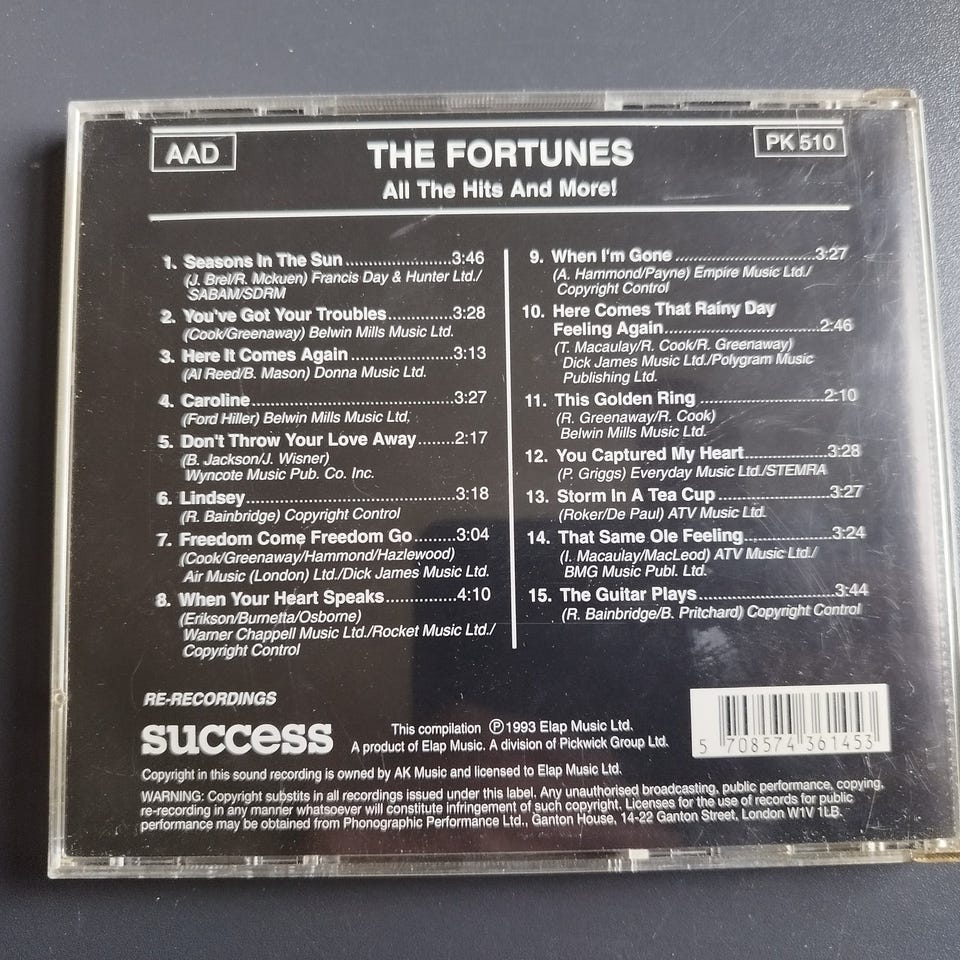 AAD
THE FORTUNES
PK 510
All The Hits And More!
1. Seasons In The Sun.....................3:46
(J. Brel/R. Mckuen) Francis Day & Hunter Ltd./
SABAM/SDRM
2. You've Got Your Troubles.............3:28
(Cook/Greenaway) Belwin Mills Music Ltd.
3. Here It Comes Again....................3:13
(Al Reed/B. Mason) Donna Music Ltd.
4. Caroline.......................................3:27
(Ford Hiller) Belwin Mills Music Ltd,
5. Don't Throw Your Love Away.......2:17
(B. Jackson/J. Wisner)
Wyncote Music Pub. Co. Inc.
6. Lindsey........................................3:18
(R. Bainbridge) Copyright Control
7. Freedom Come Freedom Go........3:04
(Cook/Greenaway/Hammond/Hazlewood)
Air Music (London) Ltd./Dick James Music Ltd.
8. When Your Heart Speaks.............4:10
(Erikson/Burnetta/Osborne)
Warner Chappell Music Ltd./Rocket Music Ltd./
Copyright Control
9. When I'm Gone...........................3:27
(A. Hammond/Payne) Empire Music Ltd./
Copyright Control
10. Here Comes That Rainy Day
Feeling Again..............................2:46
(T. Macaulay/R. Cook/R. Greenaway)
Dick James Music Ltd./Polygram Music
Publishing Ltd.
11. This Golden Ring........................2:10
(R. Greenaway/R. Cook)
Belwin Mills Music Ltd.
12. You Captured My Heart................3:28
(P. Griggs) Everyday Music Ltd./STEMRA
13. Storm In A Tea Cup.....................3:27
(Roker/De Paul) ATV Music Ltd.
14. That Same Ole Feeling................3:24
(I. Macaulay/MacLeod) ATV Music Ltd./
BMG Music Publ. Ltd.
15. The Guitar Plays.........................3:44
(R. Bainbridge/B. Pritchard) Copyright Control
RE-RECORDINGS
success
This compilation Ⓟ1993 Elap Music Ltd.
A product of Elap Music. A division of Pickwick Group Ltd.
5 708574 361453
Copyright in this sound recording is owned by AK Music and licensed to Elap Music Ltd.
WARNING: Copyright substits in all recordings issued under this label. Any unauthorised broadcasting, public performance, copying,
re-recording in any manner whatsoever will constitute infringement of such copyright. Licenses for the use of records for public
performance may be obtained from Phonographic Performance Ltd., Ganton House, 14-22 Ganton Street, London W1V 1LB.